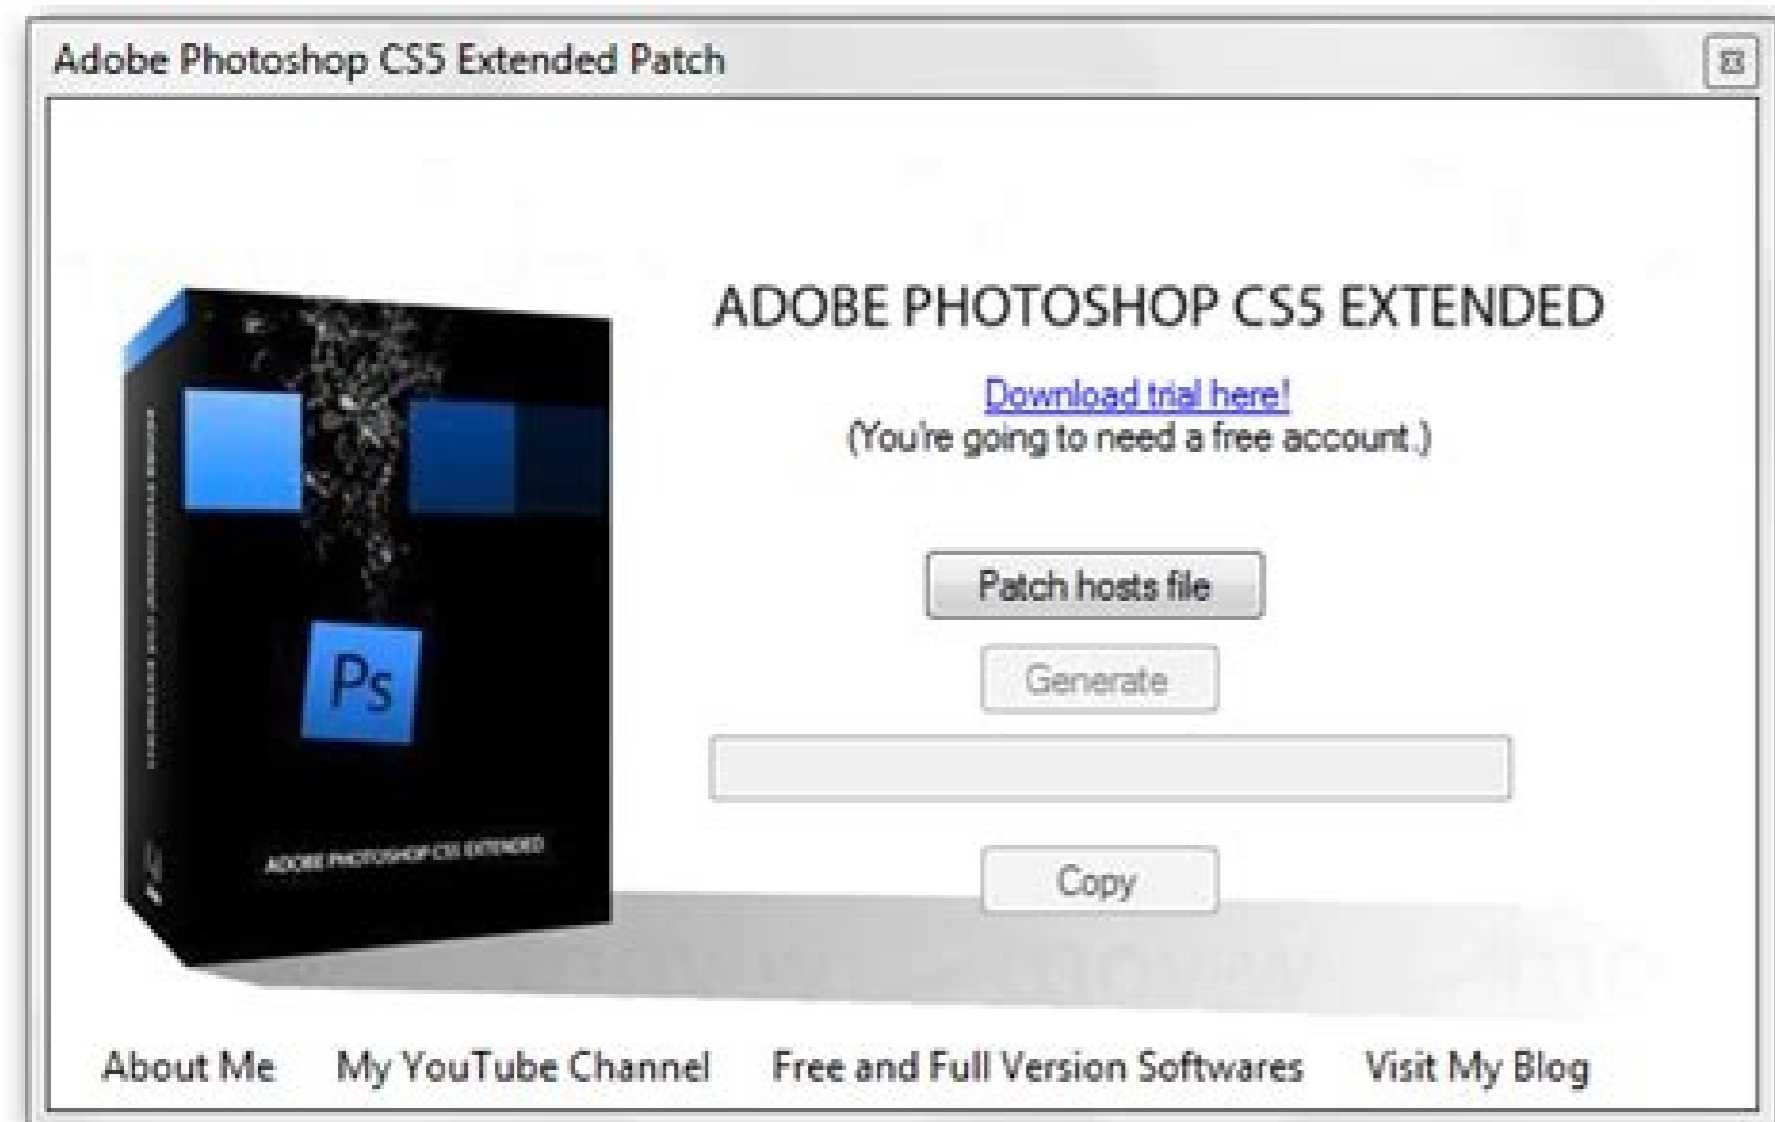 Adobe Photoshop CS5 Extended Patch
ADOBE PHOTOSHOP CS5 EXTENDED
Download trial here!
(You're going to need a free account.)
Patch hosts file
Generate
Ps
ADOBE PHOTOSHOP CS5 EXTENDED
Copy
About Me My YouTube Channel Free and Full Version Softwares Visit My Blog